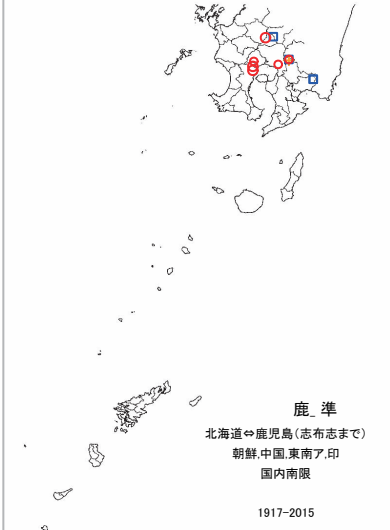 鹿_準
北海道⇔鹿児島(志布志まで)
朝鮮,中国,東南ア,印
国内南限
1917-2015